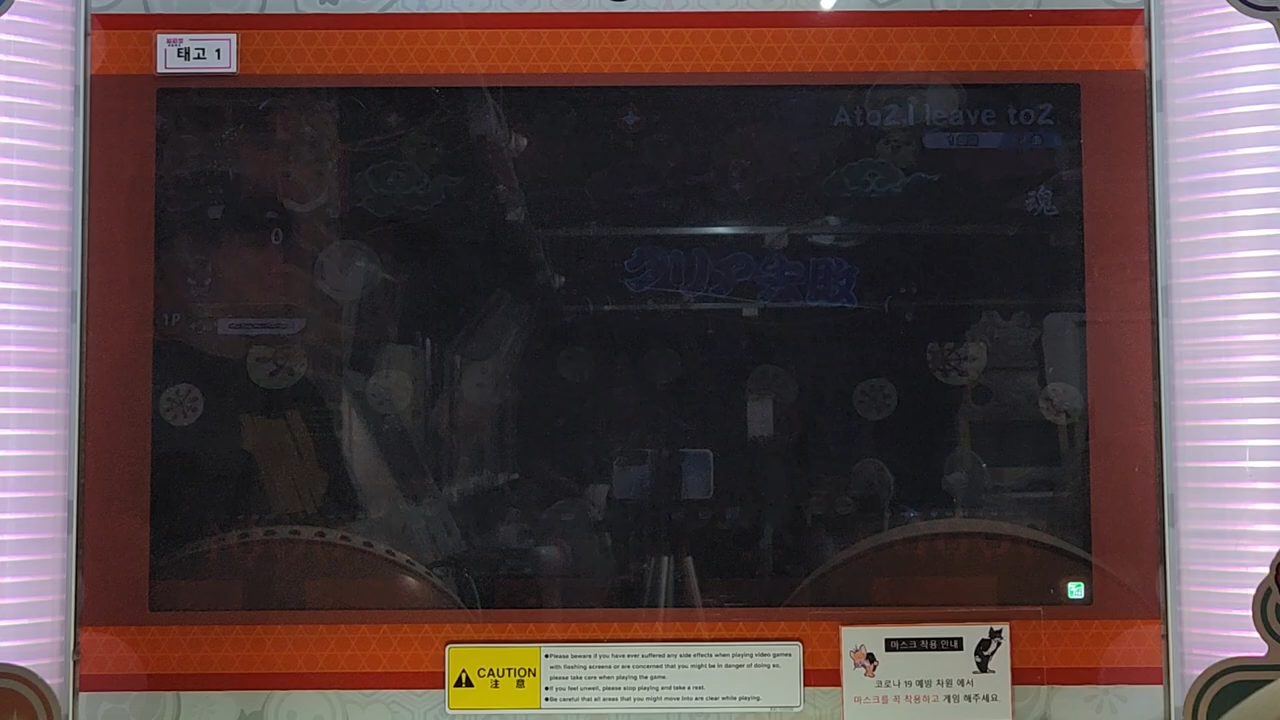 태고 1
Ato2.I leave to2
魂
0
クリア失敗
1P
CAUTION
注 意
●Please beware if you have ever suffered any side effects when playing video games
with flashing screens or are concerned that you might be in danger of doing so,
please take care when playing the game.
●If you feel unwell, please stop playing and take a rest.
●Be careful that all areas that you might move into are clear while playing.
마스크 착용 안내
코로나 19 예방 차원 에서
마스크를 꼭 착용하고 게임 해주세요.